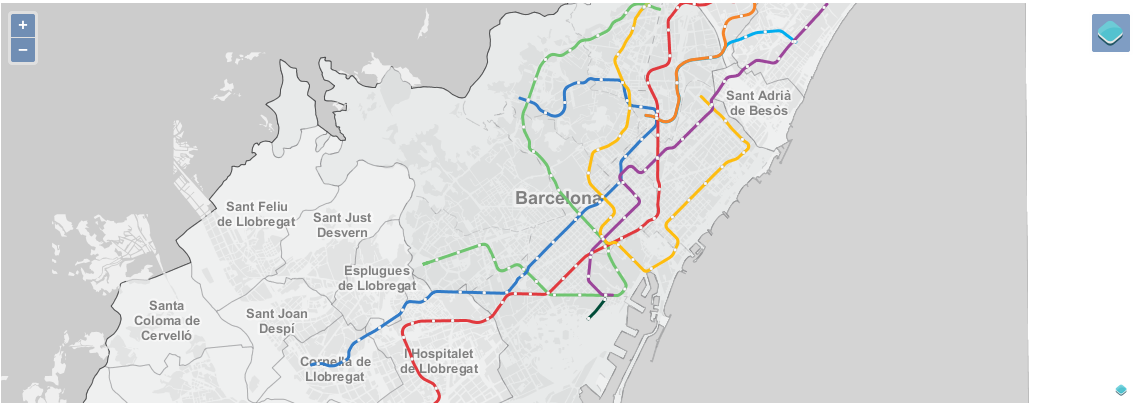 +
−
Sant Adrià
de Besòs
Barcelona
Sant Feliu
de Llobregat
Sant Just
Desvern
Esplugues
de Llobregat
Santa
Coloma de
Cervelló
Sant Joan
Despí
Cornellà de
Llobregat
l'Hospitalet
de Llobregat